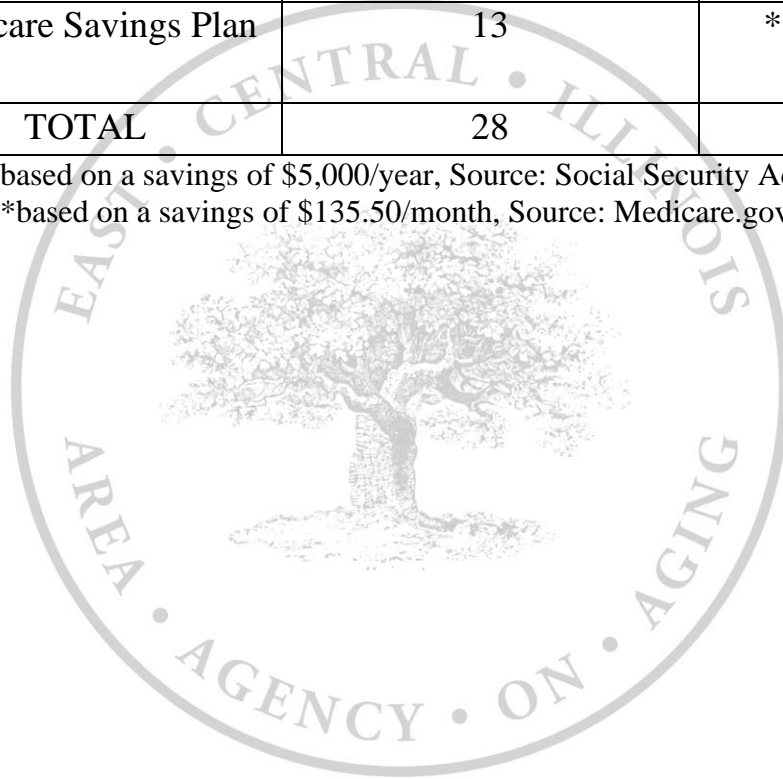 care Savings Plan 13 *
TOTAL 28
based on a savings of $5,000/year, Source: Social Security A
*based on a savings of $135.50/month, Source: Medicare.gov
EAST • CENTRAL • ILLINOIS
AREA • AGENCY • ON • AGING